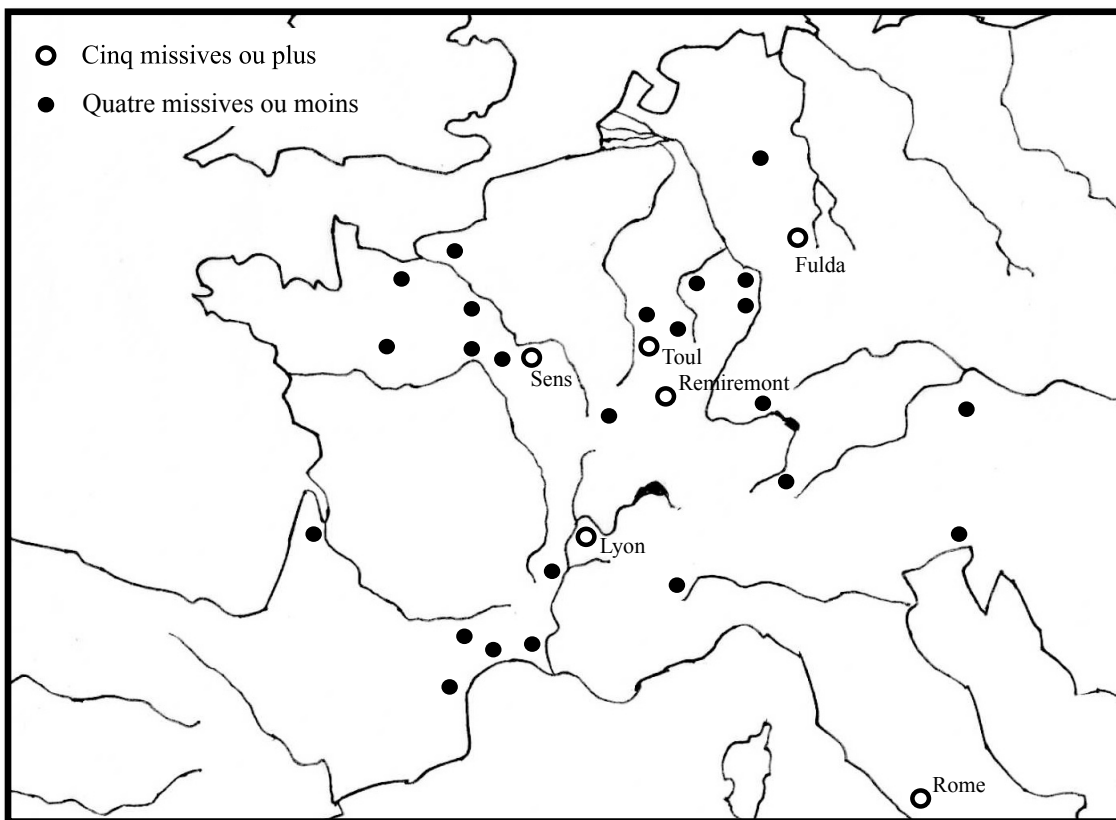 Cinq missives ou plus
Quatre missives ou moins
Fulda
Toul
Sens
Remiremont
Lyon
Rome